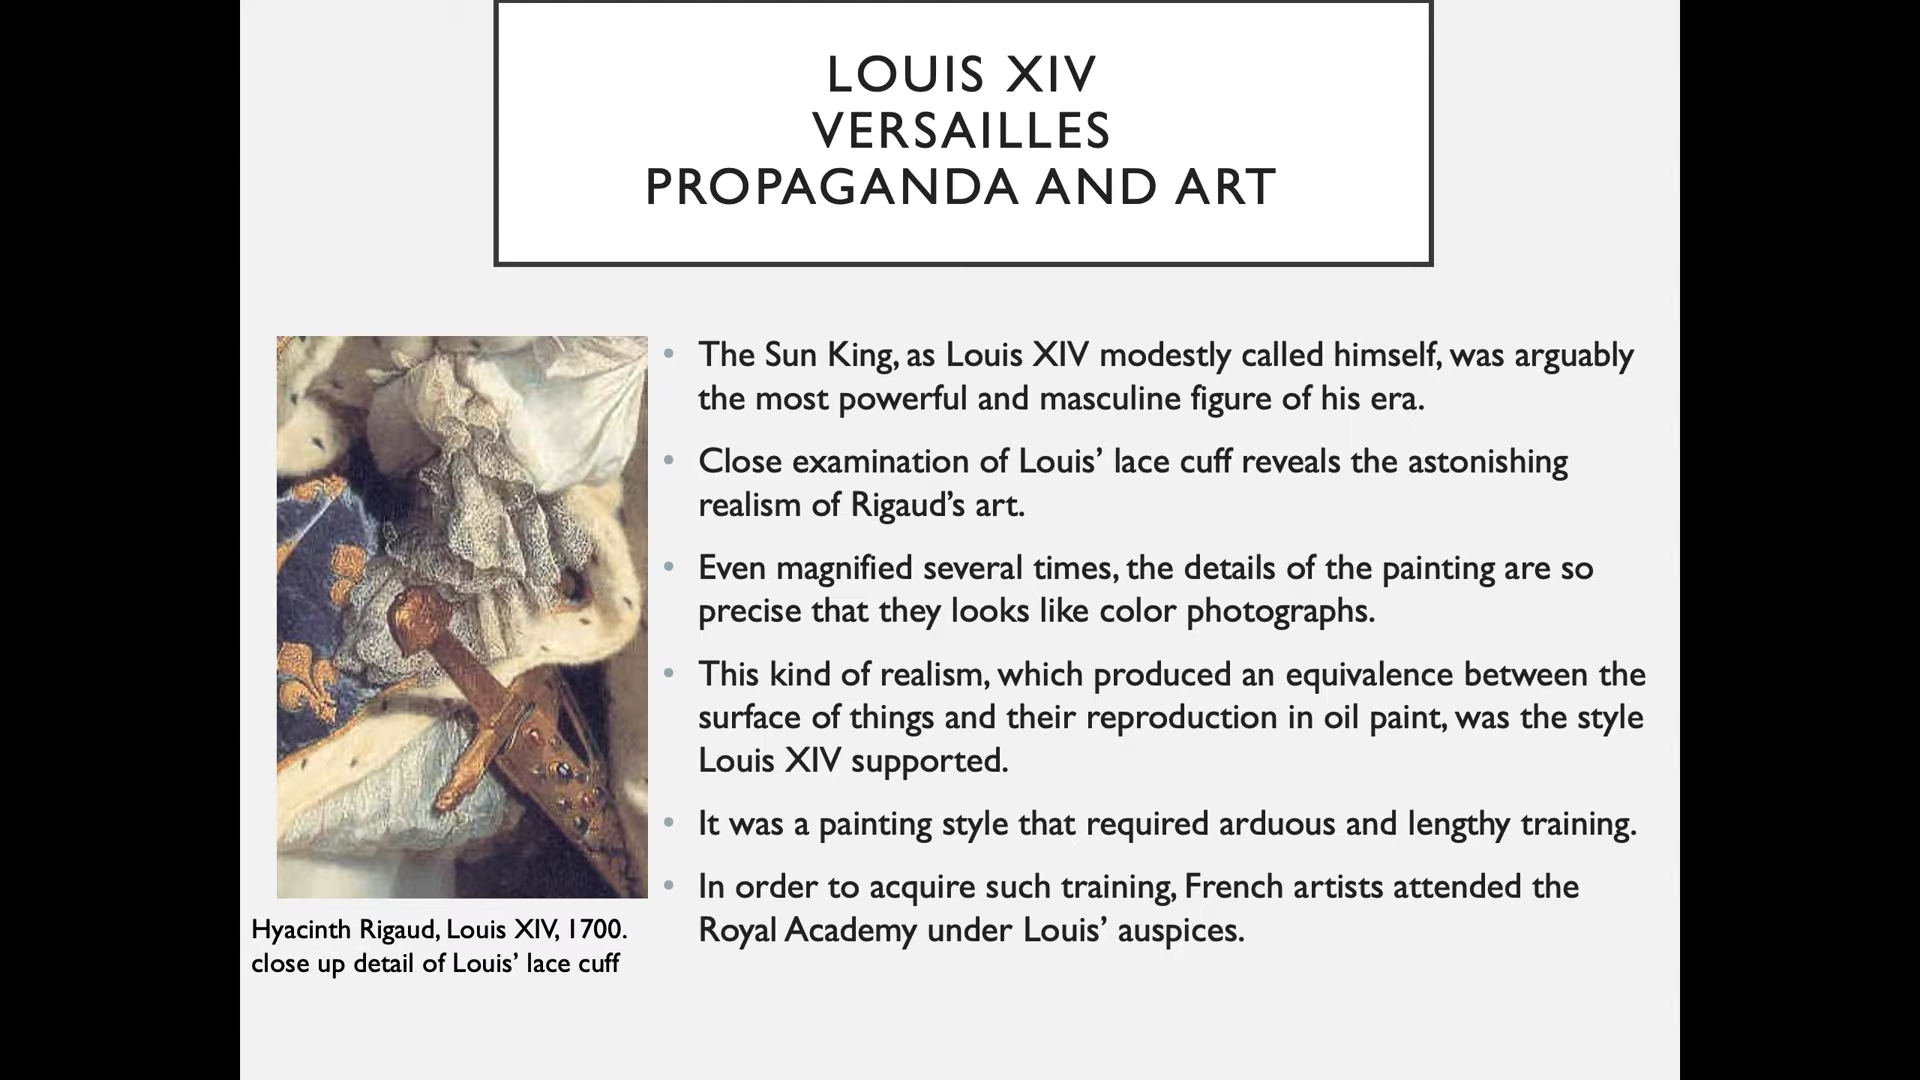 LOUIS XIV
VERSAILLES
PROPAGANDA AND ART
• The Sun King, as Louis XIV modestly called himself, was arguably
the most powerful and masculine figure of his era.
• Close examination of Louis’ lace cuff reveals the astonishing
realism of Rigaud’s art.
• Even magnified several times, the details of the painting are so
precise that they looks like color photographs.
• This kind of realism, which produced an equivalence between the
surface of things and their reproduction in oil paint, was the style
Louis XIV supported.
• It was a painting style that required arduous and lengthy training.
• In order to acquire such training, French artists attended the
Royal Academy under Louis’ auspices.
Hyacinth Rigaud, Louis XIV, 1700.
close up detail of Louis’ lace cuff